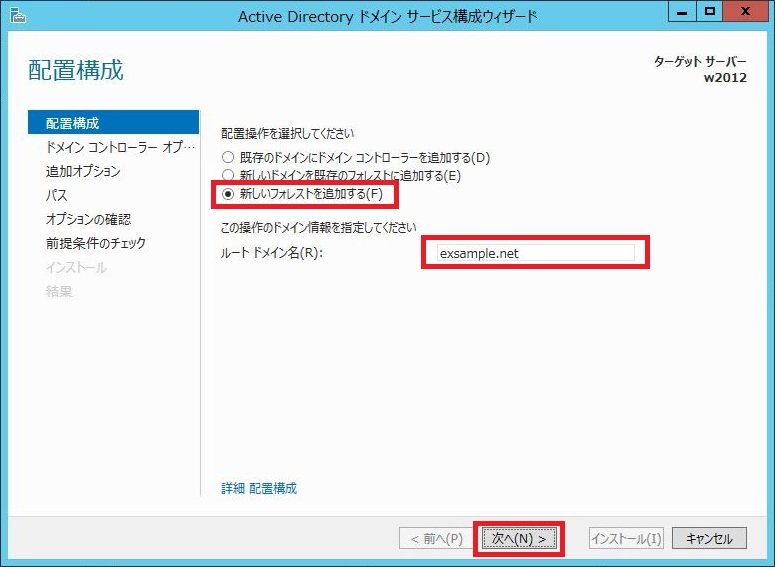 Active Directory ドメイン サービス構成ウィザード
配置構成
ターゲット サーバー
w2012
配置構成
ドメイン コントローラー オプ…
追加オプション
パス
オプションの確認
前提条件のチェック
インストール
結果
配置操作を選択してください
既存のドメインにドメイン コントローラーを追加する(D)
新しいドメインを既存のフォレストに追加する(E)
新しいフォレストを追加する(F)
この操作のドメイン情報を指定してください
ルート ドメイン名(R):
exsample.net
詳細 配置構成
< 前へ(P)
次へ(N) >
インストール(I)
キャンセル